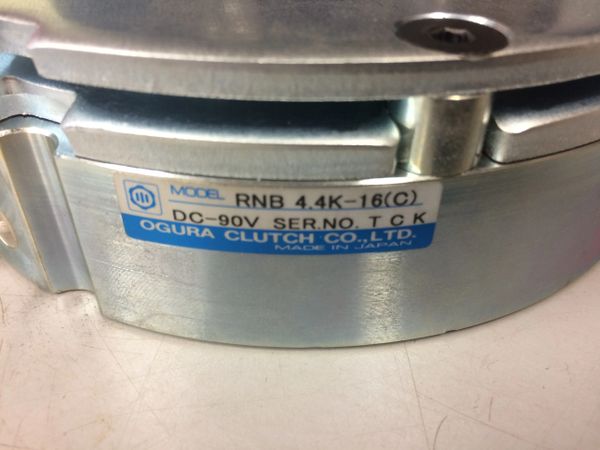 MODEL RNB 4.4K-16(C)
DC-90V SER.NO. T C K
OGURA CLUTCH CO.,LTD.
MADE IN JAPAN